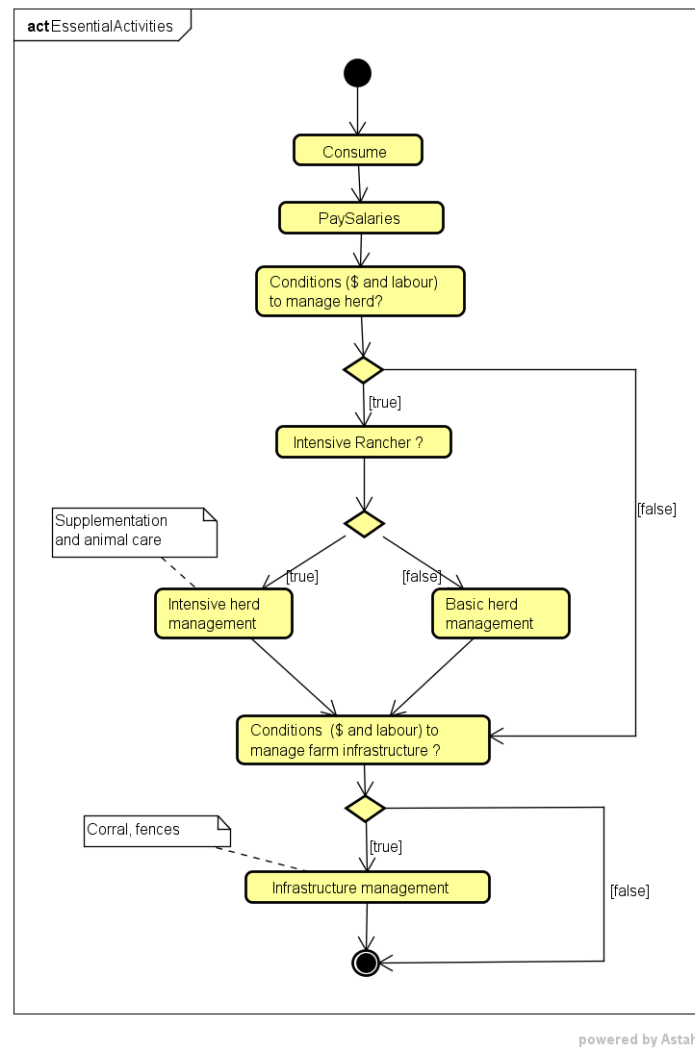 act EssentialActivities
Consume
PaySalaries
Conditions ($ and labour)
to manage herd?
[true]
Intensive Rancher ?
[false]
Supplementation
and animal care
[true]
[false]
Intensive herd
management
Basic herd
management
Conditions ($ and labour) to
manage farm infrastructure ?
Corral, fences
[true]
Infrastructure management
[false]
powered by Astah